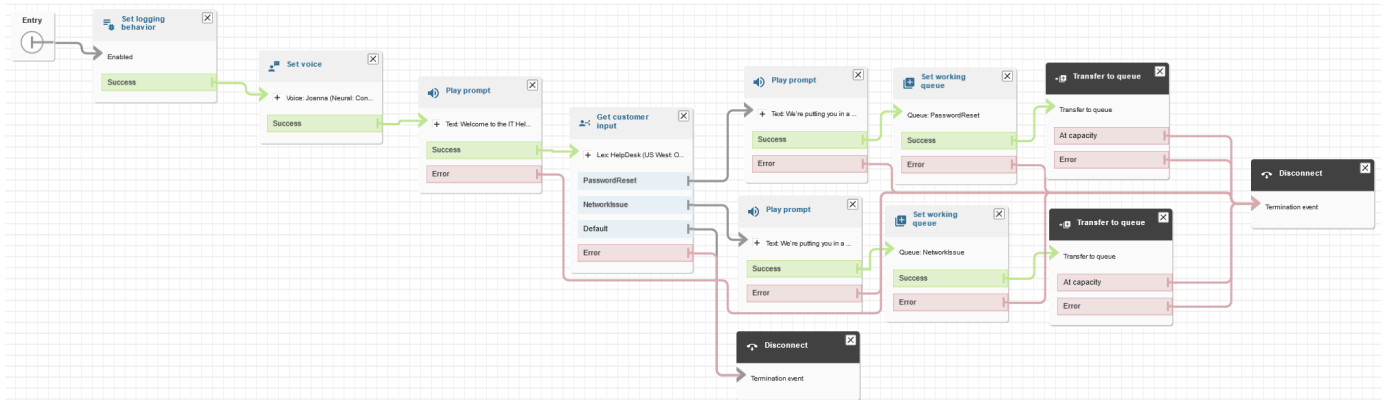 Entry
Set logging
behavior
Enabled
Success
Set voice
Voice: Joanna (Neural: Con...
Success
Play prompt
Text: Welcome to the IT Hel...
Success
Error
Get customer
input
Lex: HelpDesk (US West: O...
PasswordReset
NetworkIssue
Default
Error
Play prompt
Text: We're putting you in a ...
Success
Error
Set working
queue
Queue: PasswordReset
Success
Error
Transfer to queue
Transfer to queue
At capacity
Error
Play prompt
Text: We're putting you in a ...
Success
Error
Set working
queue
Queue: NetworkIssue
Success
Error
Transfer to queue
Transfer to queue
At capacity
Error
Disconnect
Termination event
Disconnect
Termination event